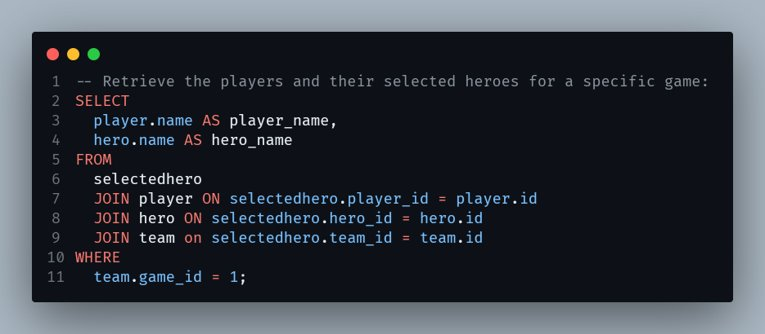 1 -- Retrieve the players and their selected heroes for a specific game:
2 SELECT
3   player.name AS player_name,
4   hero.name AS hero_name
5 FROM
6   selectedhero
7   JOIN player ON selectedhero.player_id = player.id
8   JOIN hero ON selectedhero.hero_id = hero.id
9   JOIN team on selectedhero.team_id = team.id
10 WHERE
11   team.game_id = 1;